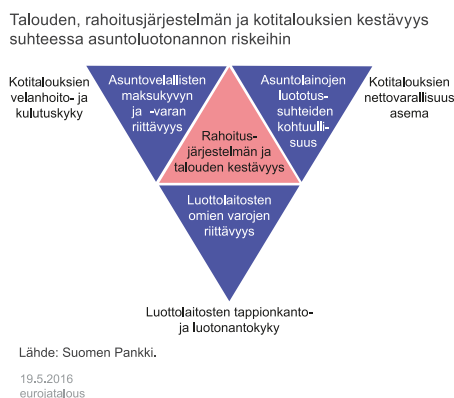 Talouden, rahoitusjärjestelmän ja kotitalouksien kestävyys
suhteessa asuntoluotonannon riskeihin
Kotitalouksien
velanhoito- ja
kulutuskyky
Asuntovelallisten
maksukyvyn
ja -varan
riittävyys
Asuntolainojen
luototus-
suhteiden
kohtuulli-
suus
Kotitalouksien
nettovarallisuus
asema
Rahoitus-
järjestelmän ja
talouden kestävyys
Luottolaitosten
omien varojen
riittävyys
Luottolaitosten tappionkanto-
ja luotonantokyky
Lähde: Suomen Pankki.
19.5.2016
eurojatalous